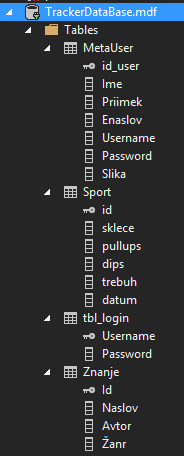 TrackerDataBase.mdf
Tables
MetaUser
id_user
Ime
Priimek
Enaslov
Username
Password
Slika
Sport
id
sklece
pullups
dips
trebuh
datum
tbl_login
Username
Password
Znanje
Id
Naslov
Avtor
Žanr